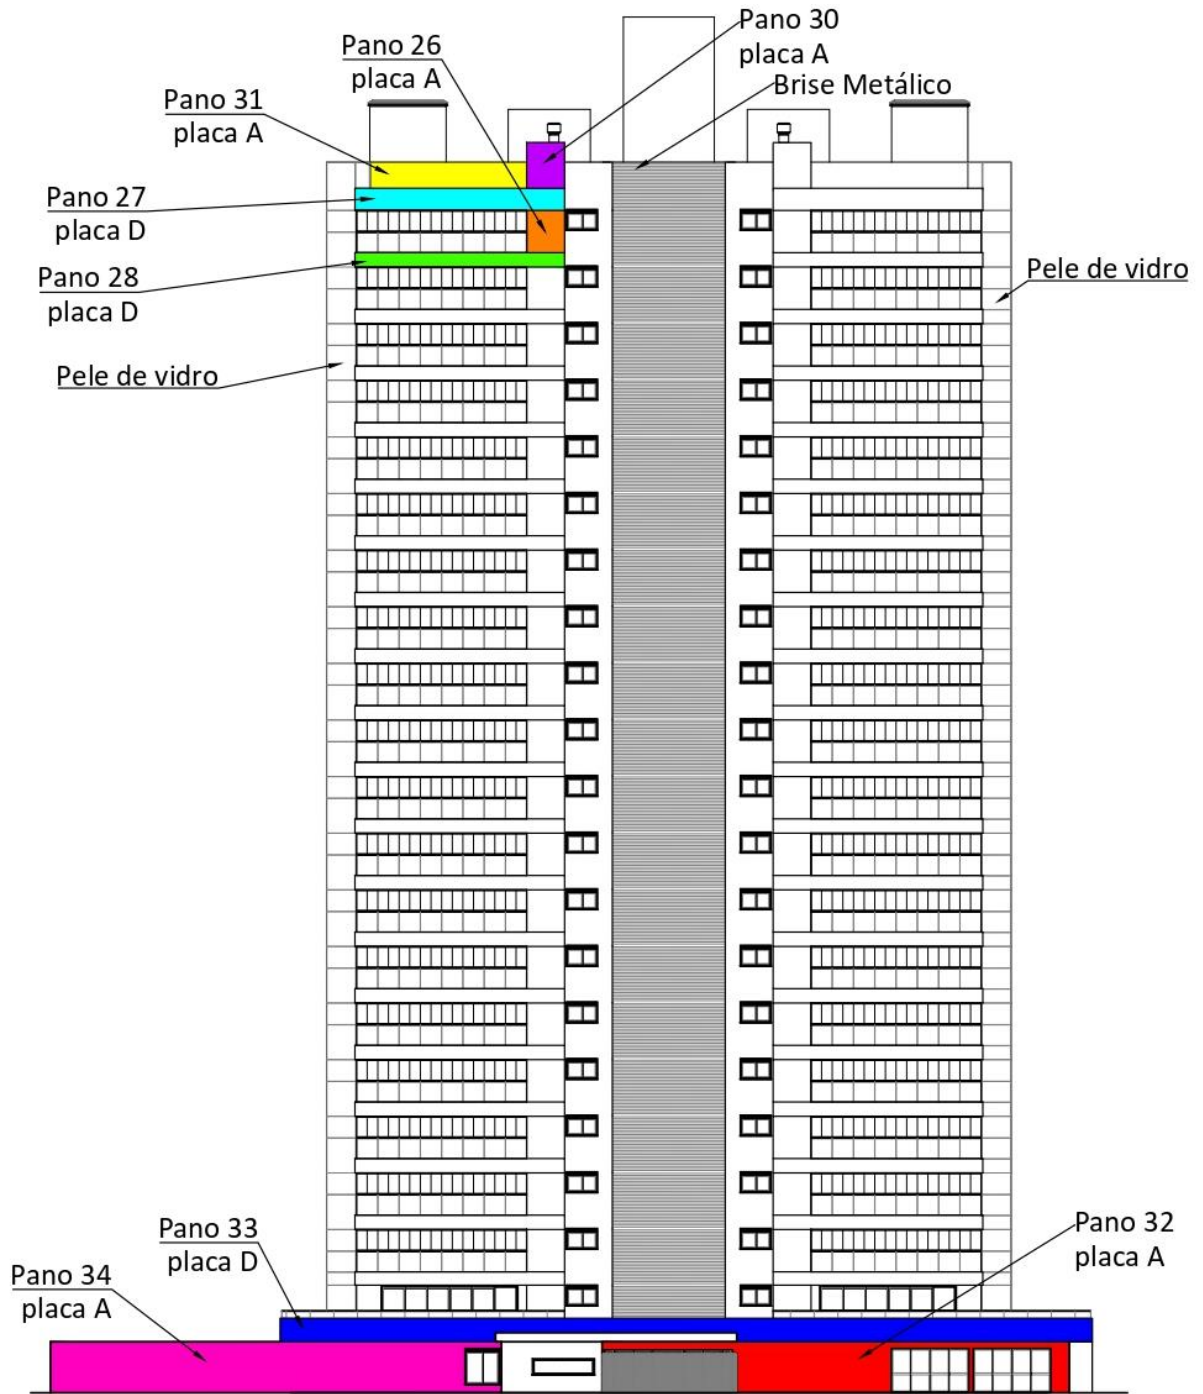 Pano 30
placa A
Pano 26
placa A
Brise Metálico
Pano 31
placa A
Pano 27
placa D
Pano 28
placa D
Pele de vidro
Pele de vidro
Pano 33
placa D
Pano 32
placa A
Pano 34
placa A